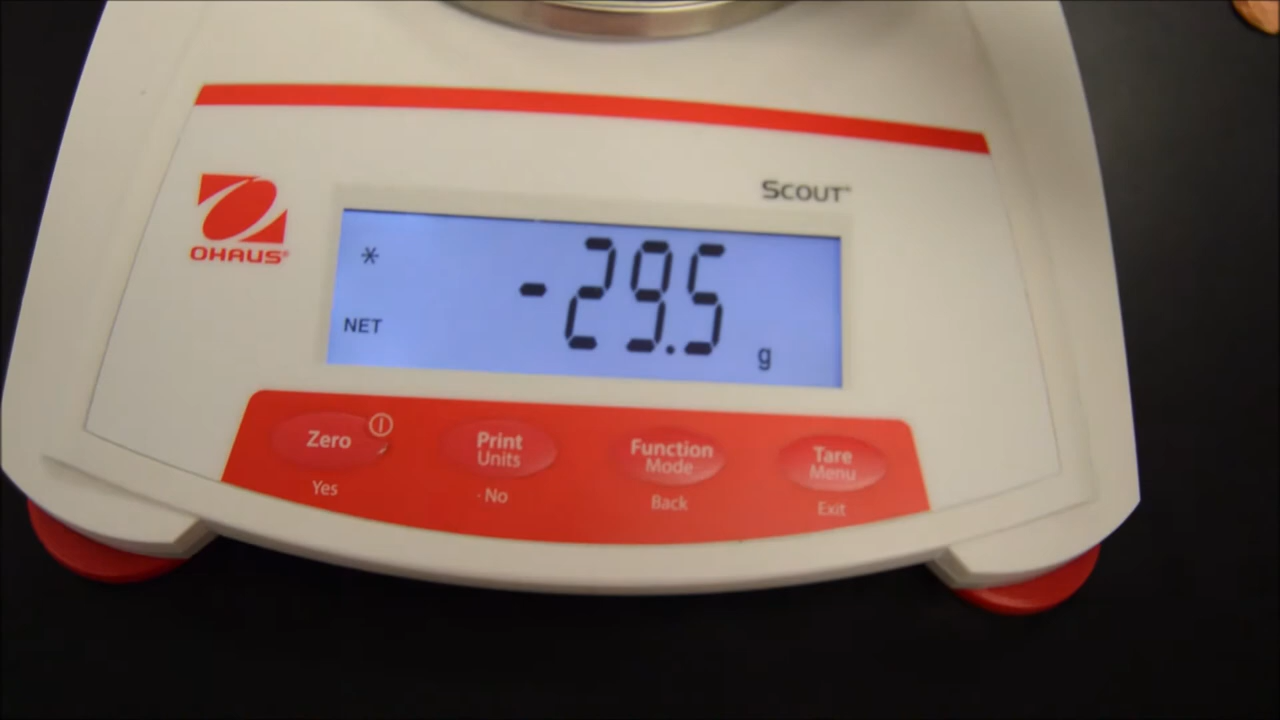 SCOUT
OHAUS®
*
-29.5 g
NET
Zero
Print
Units
Function
Mode
Tare
Menu
Yes
No
Back
Exit